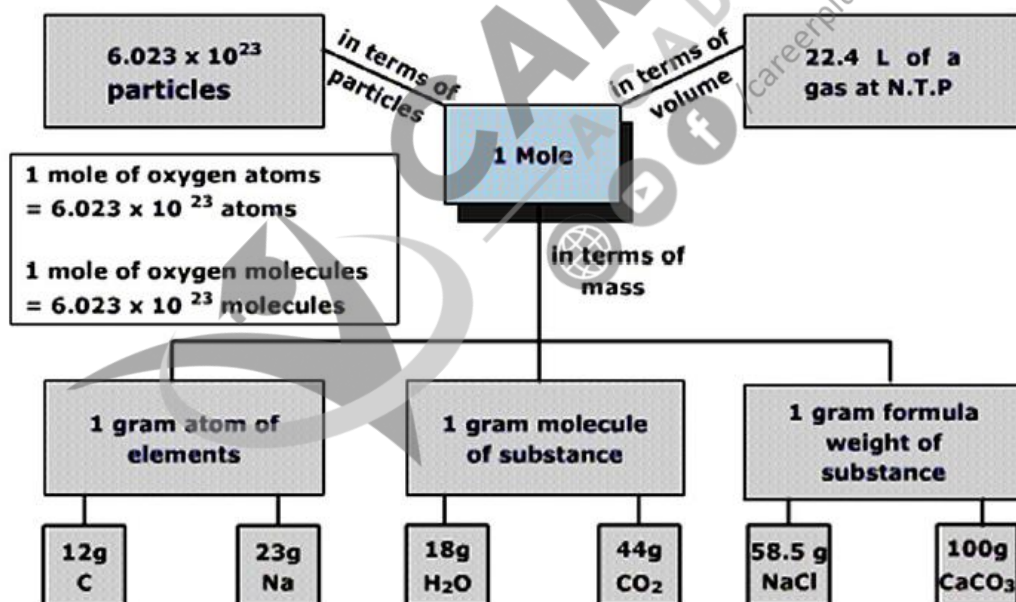 6.023 x 10²³
particles
in terms of
particles
in terms of
volume
22.4 L of a
gas at N.T.P
1 Mole
1 mole of oxygen atoms
= 6.023 x 10 ²³ atoms
1 mole of oxygen molecules
= 6.023 x 10 ²³ molecules
in terms of
mass
1 gram atom of
elements
1 gram molecule
of substance
1 gram formula
weight of
substance
12g
C
23g
Na
18g
H₂O
44g
CO₂
58.5 g
NaCl
100g
CaCO₃